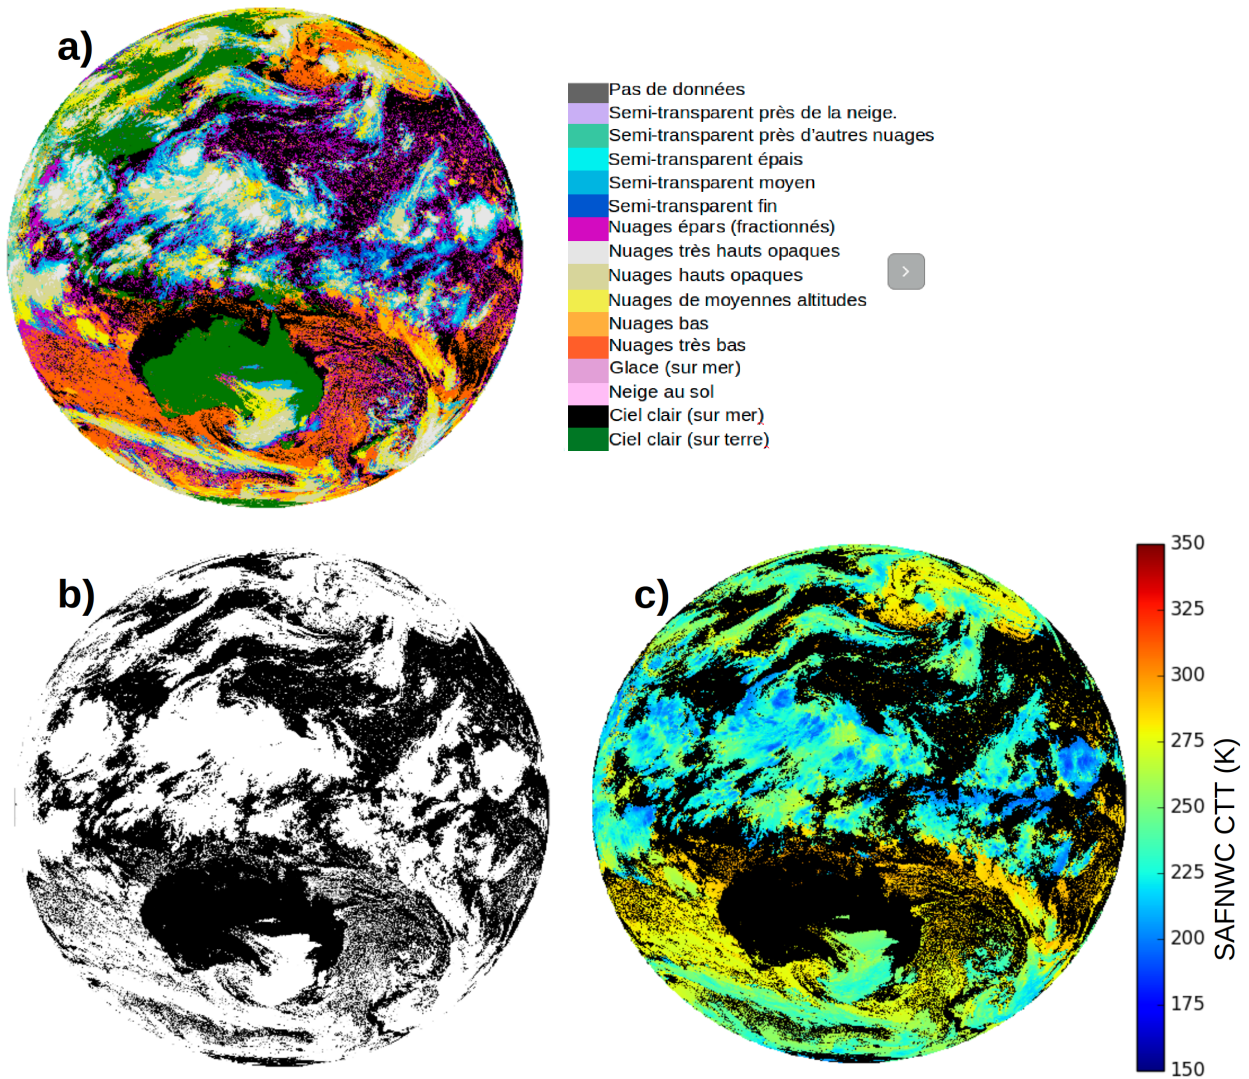 a)
Pas de données
Semi-transparent près de la neige.
Semi-transparent près d'autres nuages
Semi-transparent épais
Semi-transparent moyen
Semi-transparent fin
Nuages épars (fractionnés)
Nuages très hauts opaques
Nuages hauts opaques
Nuages de moyennes altitudes
Nuages bas
Nuages très bas
Glace (sur mer)
Neige au sol
Ciel clair (sur mer)
Ciel clair (sur terre)
b)
c)
350
325
300
275
250
225
200
175
150
SAFNWC CTT (K)